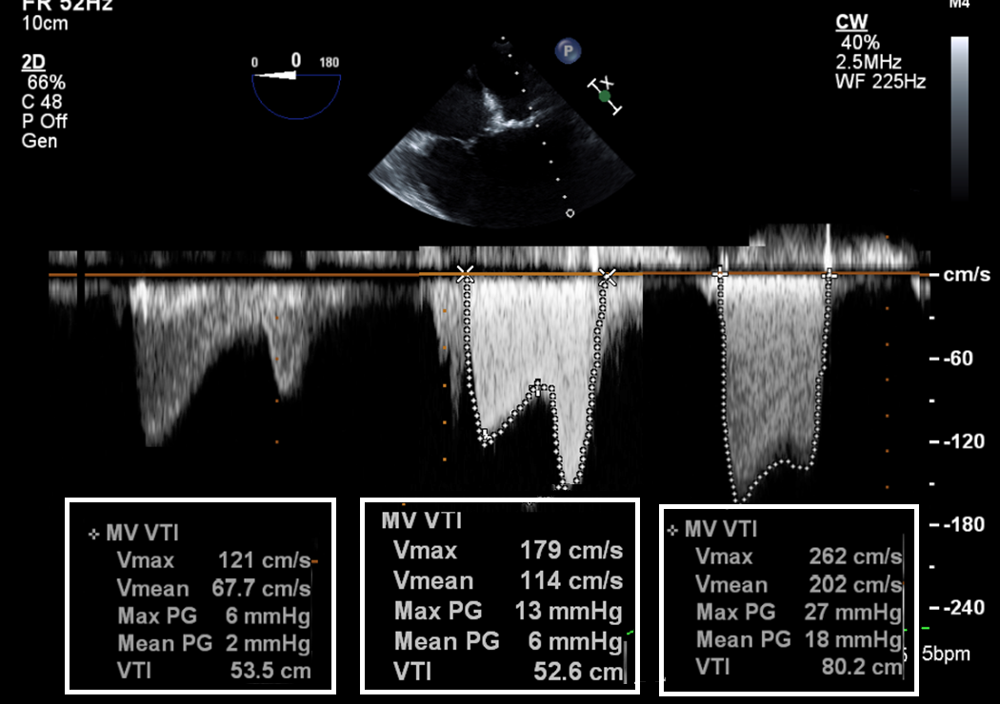 FR 52Hz
10cm
2D
66%
C 48
P Off
Gen
0 0 180
P
X
M4
CW
40%
2.5MHz
WF 225Hz
cm/s
-60
-120
-180
-240
5bpm
MV VTI
Vmax 121 cm/s
Vmean 67.7 cm/s
Max PG 6 mmHg
Mean PG 2 mmHg
VTI 53.5 cm
MV VTI
Vmax 179 cm/s
Vmean 114 cm/s
Max PG 13 mmHg
Mean PG 6 mmHg
VTI 52.6 cm
MV VTI
Vmax 262 cm/s
Vmean 202 cm/s
Max PG 27 mmHg
Mean PG 18 mmHg
VTI 80.2 cm